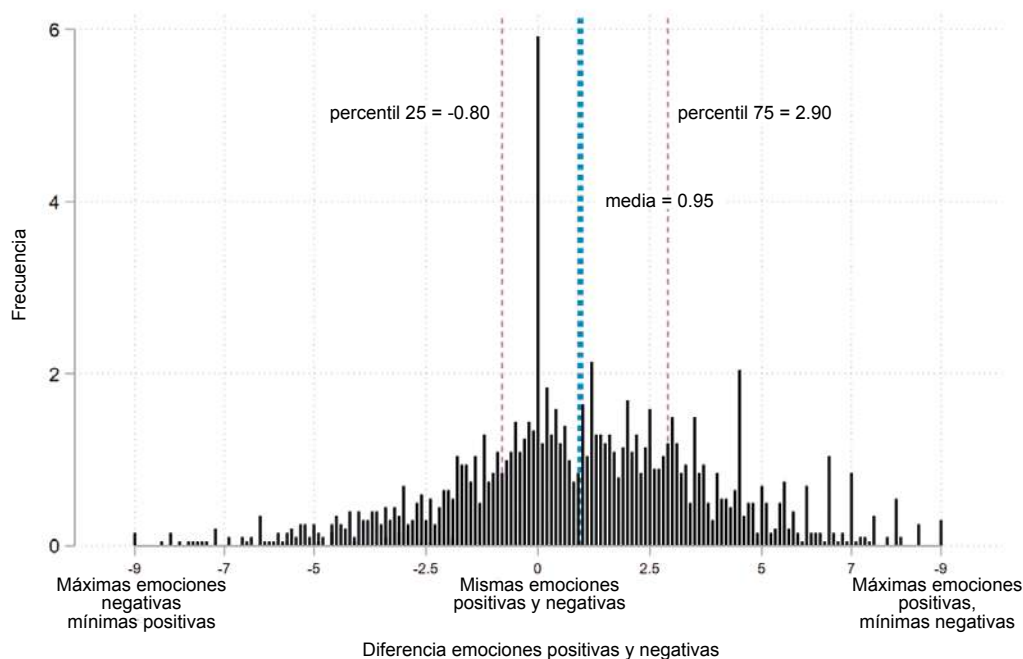 6
percentil 25 = -0.80
percentil 75 = 2.90
4
media = 0.95
Frecuencia
2
0
-9
-7
-5
-2.5
0
2.5
5
7
-9
Máximas emociones
negativas
mínimas positivas
Mismas emociones
positivas y negativas
Máximas emociones
positivas,
mínimas negativas
Diferencia emociones positivas y negativas